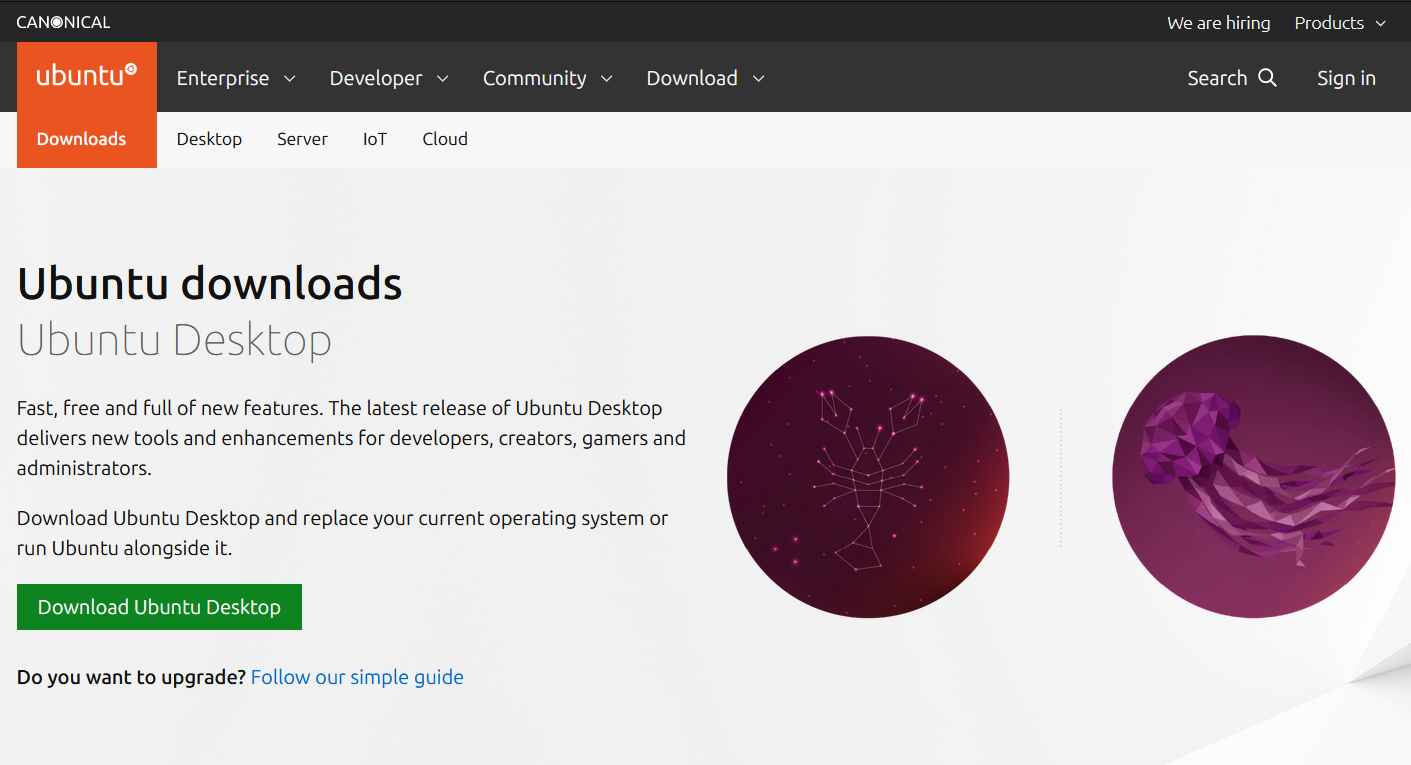 CANONICAL
We are hiring
Products
ubuntu
Enterprise
Developer
Community
Download
Search
Sign in
Downloads
Desktop
Server
IoT
Cloud
Ubuntu downloads
Ubuntu Desktop
Fast, free and full of new features. The latest release of Ubuntu Desktop
delivers new tools and enhancements for developers, creators, gamers and
administrators.
Download Ubuntu Desktop and replace your current operating system or
run Ubuntu alongside it.
Download Ubuntu Desktop
Do you want to upgrade? Follow our simple guide